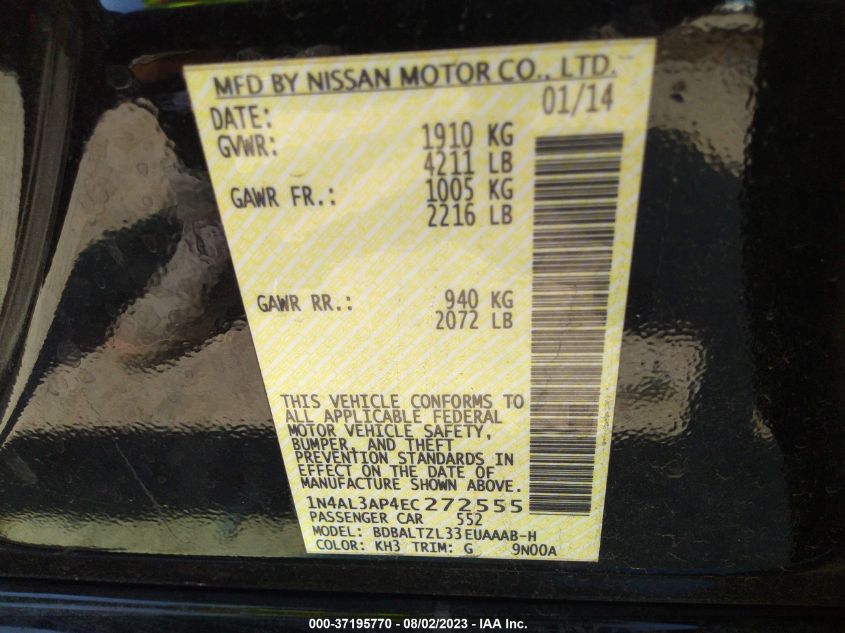 MFD BY NISSAN MOTOR CO., LTD.
DATE: 01/14
GVWR: 1910 KG
4211 LB
GAWR FR.: 1005 KG
2216 LB
GAWR RR.: 940 KG
2072 LB
THIS VEHICLE CONFORMS TO
ALL APPLICABLE FEDERAL
MOTOR VEHICLE SAFETY,
BUMPER, AND THEFT
PREVENTION STANDARDS IN
EFFECT ON THE DATE OF
MANUFACTURE SHOWN ABOVE.
1N4AL3AP4EC272555
PASSENGER CAR 552
MODEL: BDBALTZL33EUAAAB-H
COLOR: KH3 TRIM: G 9N00A
000-37195770 - 08/02/2023 - IAA Inc.